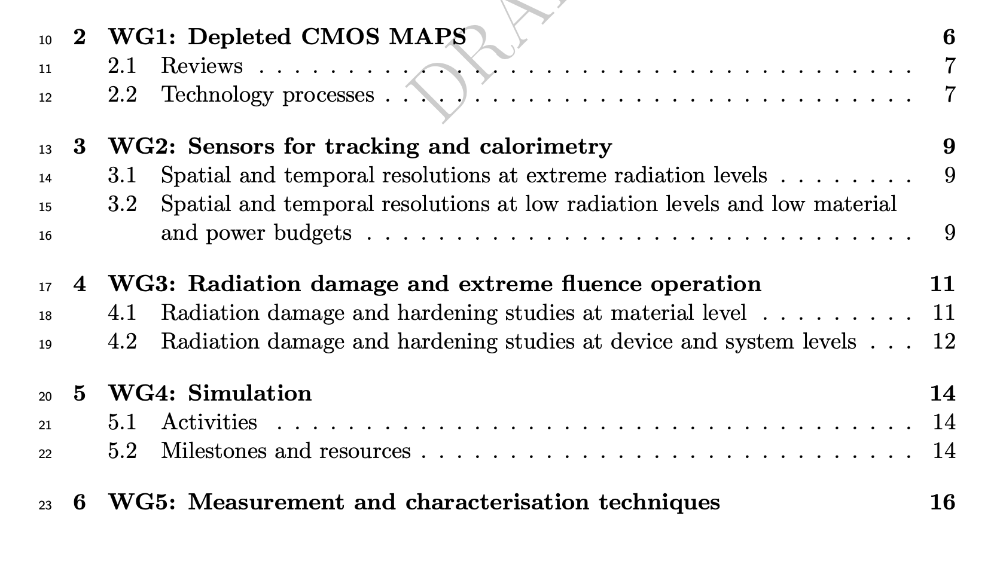 DRA
10 2 WG1: Depleted CMOS MAPS 6
11 2.1 Reviews . . . . . . . . . . . . . . . . . . . . . . . . . . . . . . . . . . . . . 7
12 2.2 Technology processes . . . . . . . . . . . . . . . . . . . . . . . . . . . . . . 7
13 3 WG2: Sensors for tracking and calorimetry 9
14 3.1 Spatial and temporal resolutions at extreme radiation levels . . . . . . . . 9
15 3.2 Spatial and temporal resolutions at low radiation levels and low material
16 and power budgets . . . . . . . . . . . . . . . . . . . . . . . . . . . . . . . 9
17 4 WG3: Radiation damage and extreme fluence operation 11
18 4.1 Radiation damage and hardening studies at material level . . . . . . . . . 11
19 4.2 Radiation damage and hardening studies at device and system levels . . . 12
20 5 WG4: Simulation 14
21 5.1 Activities . . . . . . . . . . . . . . . . . . . . . . . . . . . . . . . . . . . . 14
22 5.2 Milestones and resources . . . . . . . . . . . . . . . . . . . . . . . . . . . . 14
23 6 WG5: Measurement and characterisation techniques 16